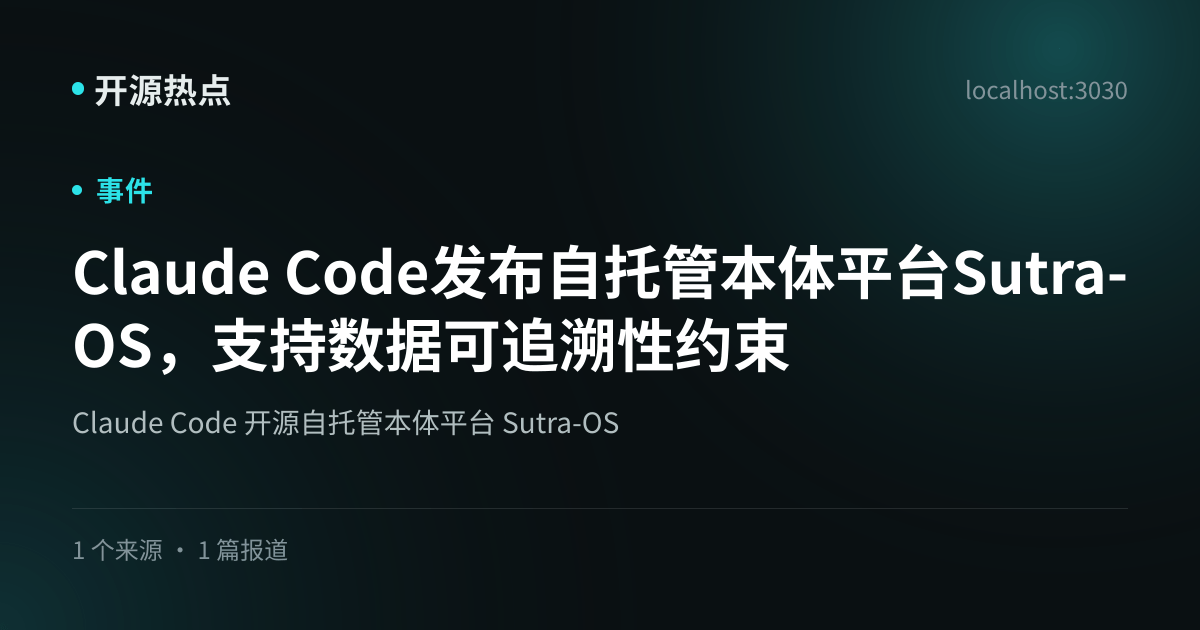 开源热点
localhost:3030
事件
Claude Code发布自托管本体平台Sutra-
OS，支持数据可追溯性约束
Claude Code 开源自托管本体平台 Sutra-OS
1 个来源 · 1 篇报道